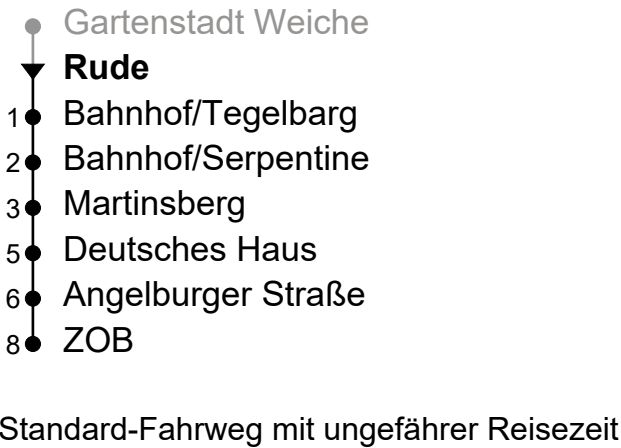 Gartenstadt Weiche
Rude
1 Bahnhof/Tegelbarg
2 Bahnhof/Serpentine
3 Martinsberg
5 Deutsches Haus
6 Angelburger Straße
8 ZOB
Standard-Fahrweg mit ungefährer Reisezeit